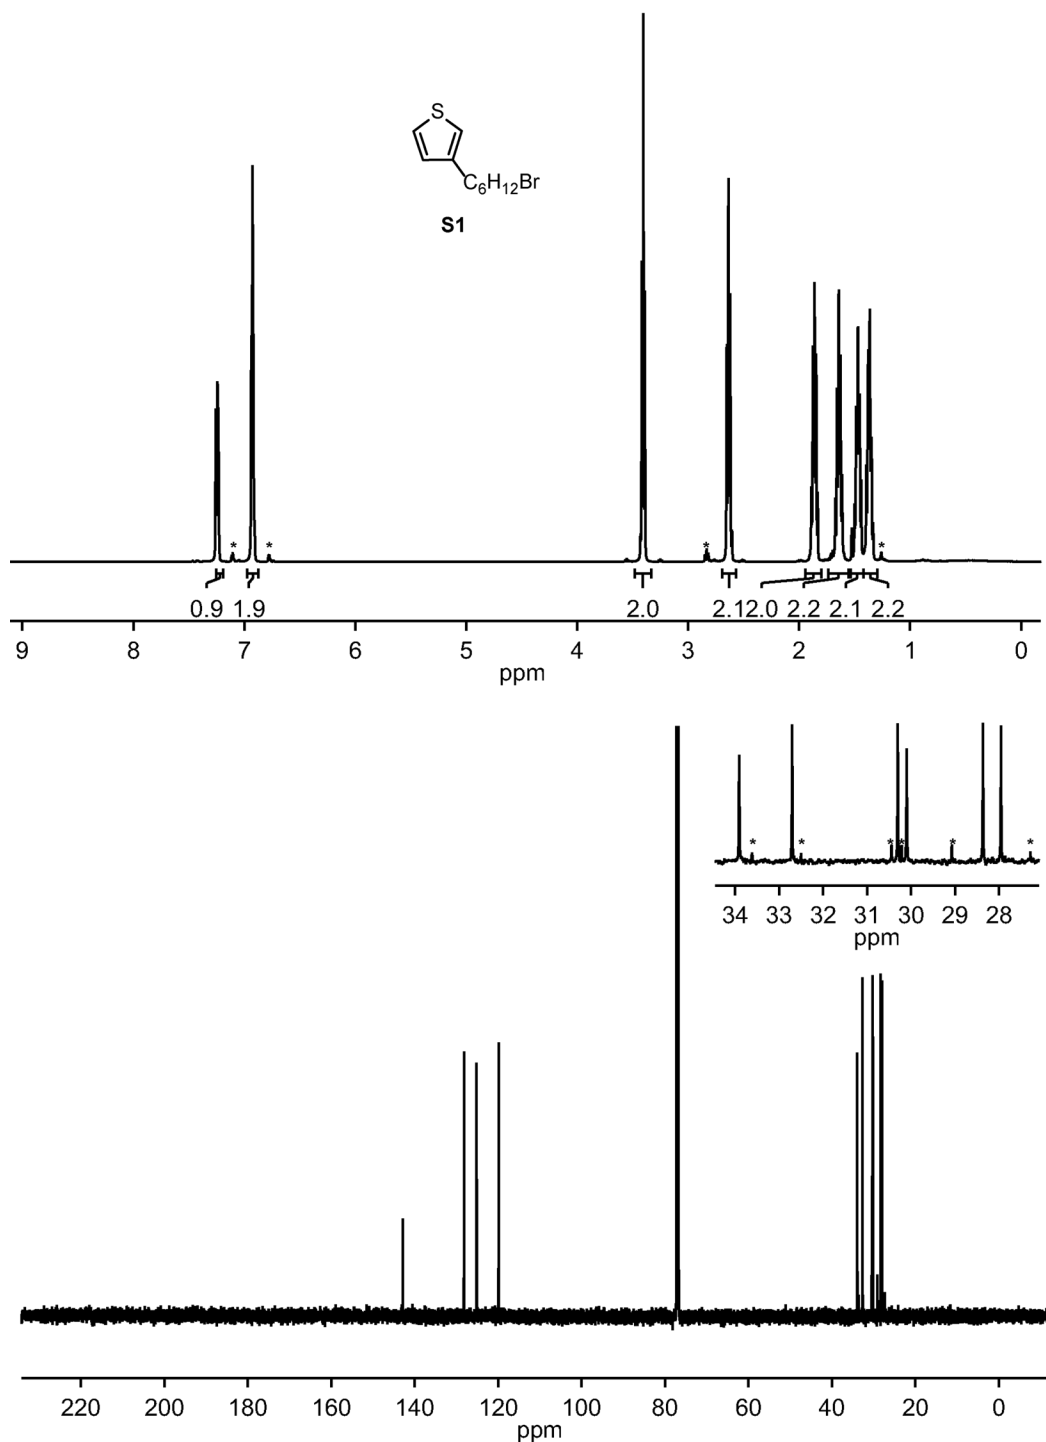 S
C₆H₁₂Br
S1
* * * *
0.9 1.9 2.0 2.1 2.0 2.2 2.1 2.2
9 8 7 6 5 4 3 2 1 0
ppm
* * * * * *
34 33 32 31 30 29 28
ppm
220 200 180 160 140 120 100 80 60 40 20 0
ppm